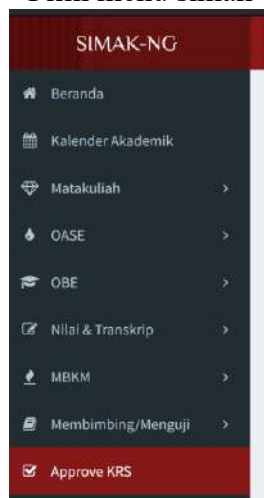 SIMAK-NG
Beranda
Kalender Akademik
Matakuliah
OASE
OBE
Nilai & Transkrip
MBKM
Membimbing/Menguji
Approve KRS